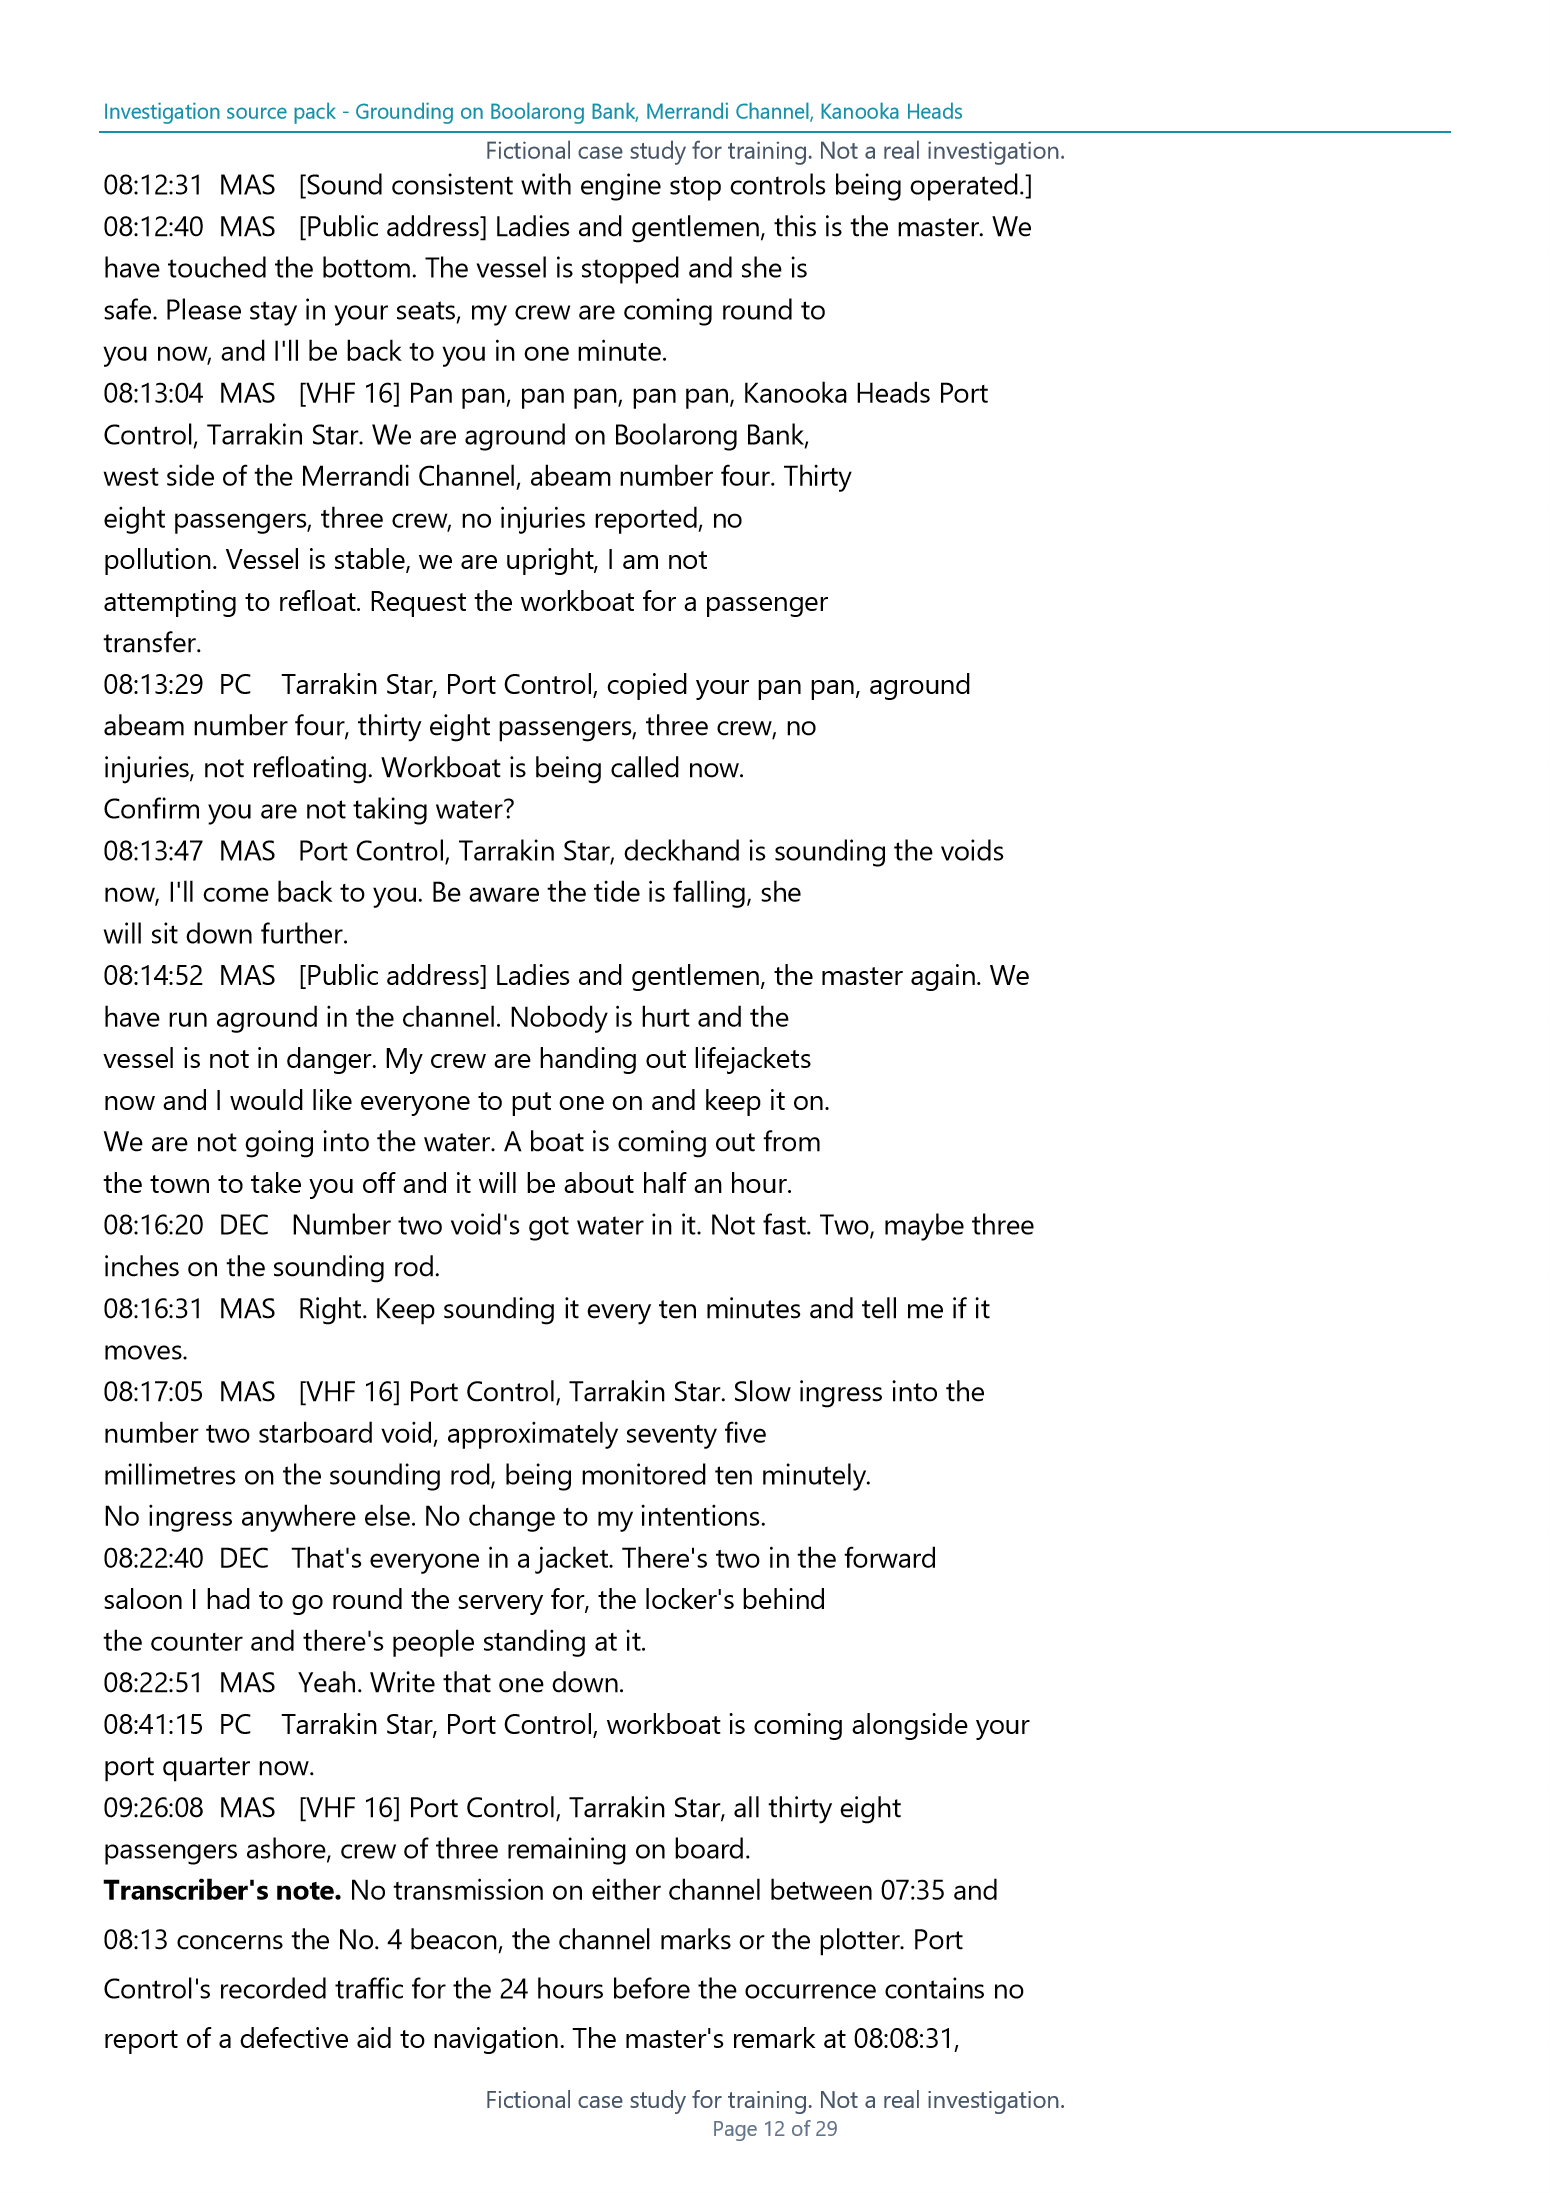 Investigation source pack - Grounding on Boolarong Bank, Merrandi Channel, Kanooka Heads
Fictional case study for training. Not a real investigation.
08:12:31 MAS [Sound consistent with engine stop controls being operated.]
08:12:40 MAS [Public address] Ladies and gentlemen, this is the master. We
have touched the bottom. The vessel is stopped and she is
safe. Please stay in your seats, my crew are coming round to
you now, and I'll be back to you in one minute.
08:13:04 MAS [VHF 16] Pan pan, pan pan, pan pan, Kanooka Heads Port
Control, Tarrakin Star. We are aground on Boolarong Bank,
west side of the Merrandi Channel, abeam number four. Thirty
eight passengers, three crew, no injuries reported, no
pollution. Vessel is stable, we are upright, I am not
attempting to refloat. Request the workboat for a passenger
transfer.
08:13:29 PC Tarrakin Star, Port Control, copied your pan pan, aground
abeam number four, thirty eight passengers, three crew, no
injuries, not refloating. Workboat is being called now.
Confirm you are not taking water?
08:13:47 MAS Port Control, Tarrakin Star, deckhand is sounding the voids
now, I'll come back to you. Be aware the tide is falling, she
will sit down further.
08:14:52 MAS [Public address] Ladies and gentlemen, the master again. We
have run aground in the channel. Nobody is hurt and the
vessel is not in danger. My crew are handing out lifejackets
now and I would like everyone to put one on and keep it on.
We are not going into the water. A boat is coming out from
the town to take you off and it will be about half an hour.
08:16:20 DEC Number two void's got water in it. Not fast. Two, maybe three
inches on the sounding rod.
08:16:31 MAS Right. Keep sounding it every ten minutes and tell me if it
moves.
08:17:05 MAS [VHF 16] Port Control, Tarrakin Star. Slow ingress into the
number two starboard void, approximately seventy five
millimetres on the sounding rod, being monitored ten minutely.
No ingress anywhere else. No change to my intentions.
08:22:40 DEC That's everyone in a jacket. There's two in the forward
saloon I had to go round the servery for, the locker's behind
the counter and there's people standing at it.
08:22:51 MAS Yeah. Write that one down.
08:41:15 PC Tarrakin Star, Port Control, workboat is coming alongside your
port quarter now.
09:26:08 MAS [VHF 16] Port Control, Tarrakin Star, all thirty eight
passengers ashore, crew of three remaining on board.
Transcriber's note. No transmission on either channel between 07:35 and
08:13 concerns the No. 4 beacon, the channel marks or the plotter. Port
Control's recorded traffic for the 24 hours before the occurrence contains no
report of a defective aid to navigation. The master's remark at 08:08:31,
Fictional case study for training. Not a real investigation.
Page 12 of 29